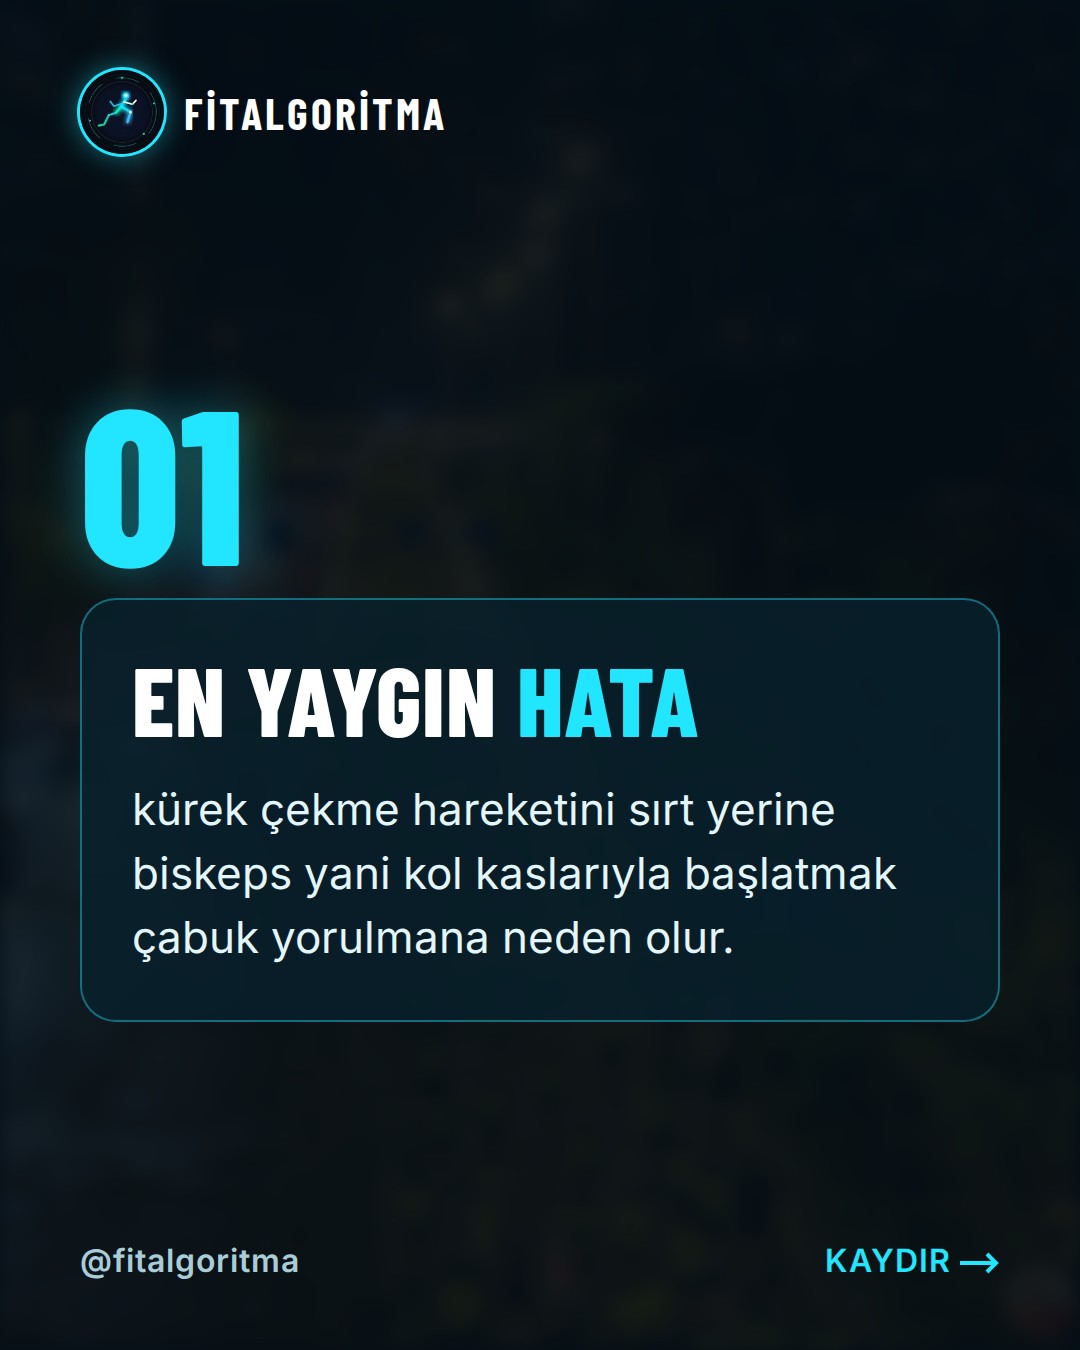 FİTALGORİTMA
01
EN YAYGIN HATA
kürek çekme hareketini sırt yerine
biskeps yani kol kaslarıyla başlatmak
çabuk yorulmana neden olur.
@fitalgoritma
KAYDIR →